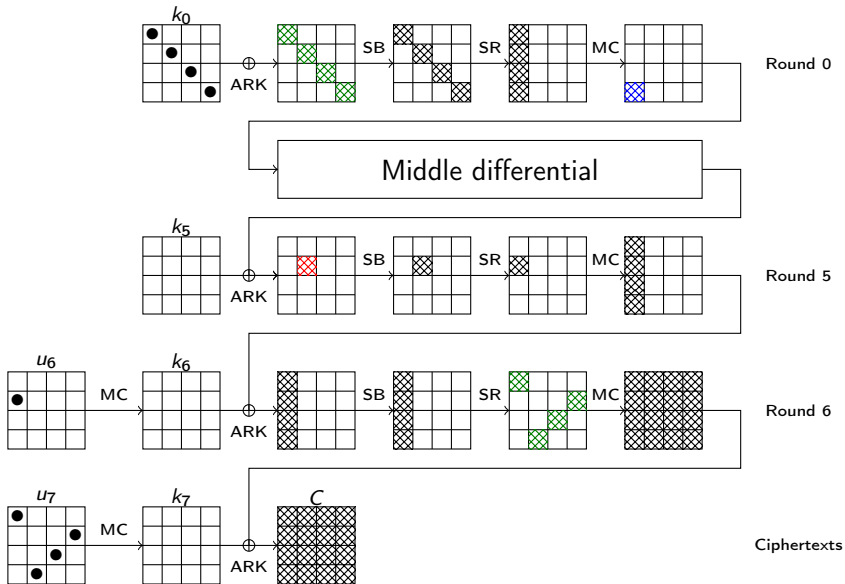 k₀
SB SR MC Round 0
ARK
Middle differential
k₅
SB SR MC Round 5
ARK
u₆ k₆
MC SB SR MC Round 6
ARK
u₇ k₇ C
MC Ciphertexts
ARK